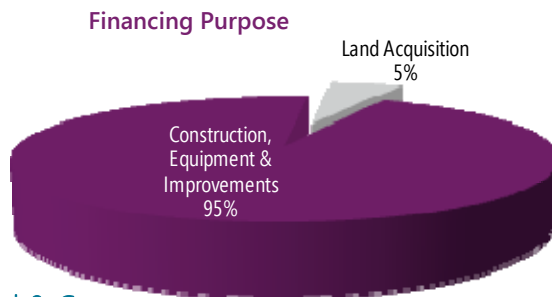 Financing Purpose
Land Acquisition
5%
Construction,
Equipment &
Improvements
95%